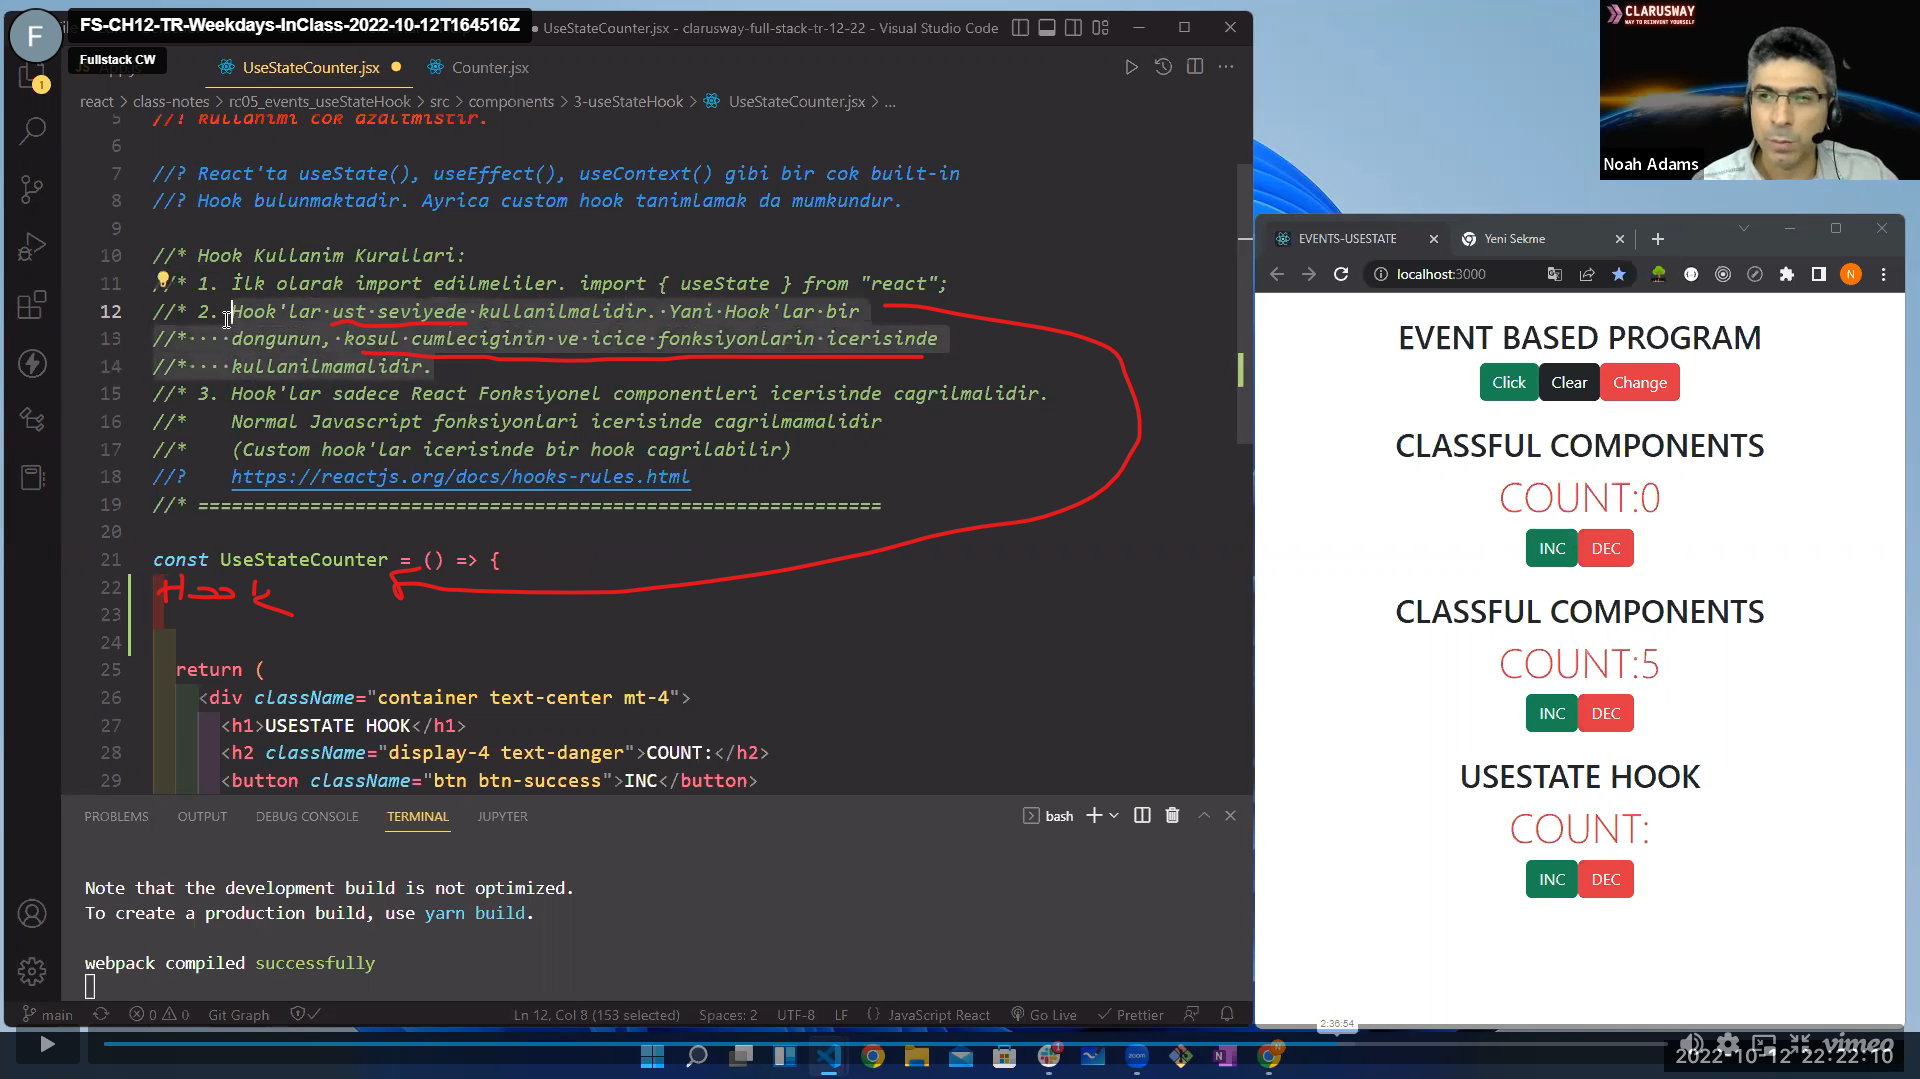 FS-CH12-TR-Weekdays-InClass-2022-10-12T164516Z
UseStateCounter.jsx - clarusway-full-stack-tr-12-22 - Visual Studio Code
F
Fullstack CW
UseStateCounter.jsx
Counter.jsx
1
react > class-notes > rc05_events_useStateHook > src > components > 3-useStateHook > UseStateCounter.jsx > ...
5 //! kullanimi cok azaltmistir.
6
7 //? React'ta useState(), useEffect(), useContext() gibi bir cok built-in
8 //? Hook bulunmaktadir. Ayrica custom hook tanimlamak da mumkundur.
9
10 //* Hook Kullanim Kurallari:
11 //* 1. İlk olarak import edilmeliler. import { useState } from "react";
12 //* 2. Hook'lar·ust·seviyede·kullanilmalidir.·Yani·Hook'lar·bir
13 //*····dongunun,·kosul·cumleciginin·ve·icice·fonksiyonlarin·icerisinde
14 //*····kullanilmamalidir.
15 //* 3. Hook'lar sadece React Fonksiyonel componentleri icerisinde cagrilmalidir.
16 //* Normal Javascript fonksiyonlari icerisinde cagrilmamalidir
17 //* (Custom hook'lar icerisinde bir hook cagrilabilir)
18 //? https://reactjs.org/docs/hooks-rules.html
19 //* =============================================================
20
21 const UseStateCounter = () => {
22 Hook
23
24
25 return (
26 <div className="container text-center mt-4">
27 <h1>USESTATE HOOK</h1>
28 <h2 className="display-4 text-danger">COUNT:</h2>
29 <button className="btn btn-success">INC</button>
PROBLEMS OUTPUT DEBUG CONSOLE TERMINAL JUPYTER
bash
Note that the development build is not optimized.
To create a production build, use yarn build.
webpack compiled successfully
main 0 0 Git Graph Ln 12, Col 8 (153 selected) Spaces: 2 UTF-8 LF {} JavaScript React Go Live Prettier
CLARUSWAY
WAY TO REINVENT YOURSELF
Noah Adams
EVENTS-USESTATE
Yeni Sekme
localhost:3000
N
EVENT BASED PROGRAM
Click Clear Change
CLASSFUL COMPONENTS
COUNT:0
INC DEC
CLASSFUL COMPONENTS
COUNT:5
INC DEC
USESTATE HOOK
COUNT:
INC DEC
2:36:54
vimeo
2022-10-12 22:22:10